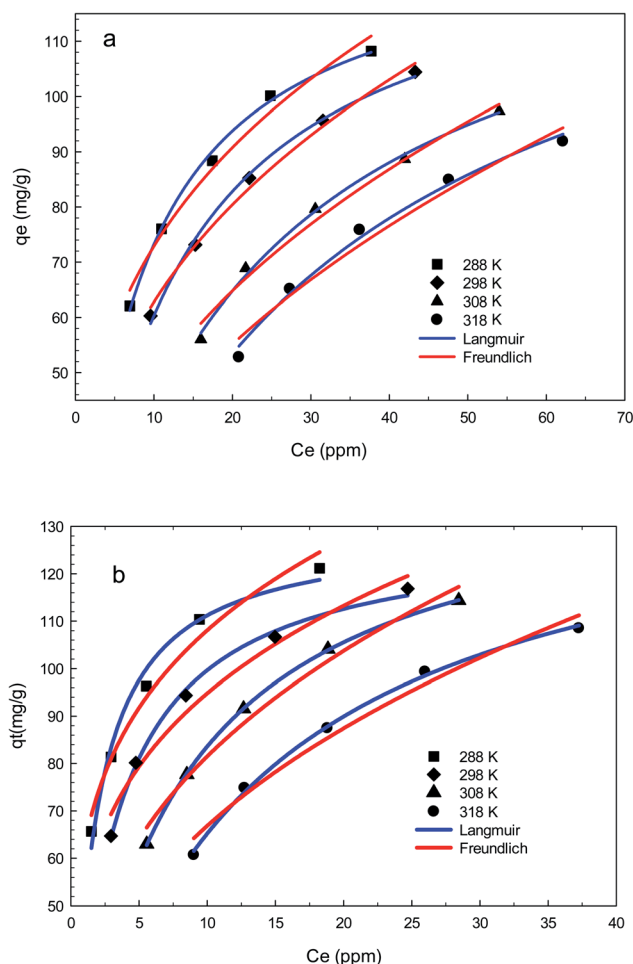 a
110
100
90
80
70
60
50
qe (mg/g)
288 K
298 K
308 K
318 K
Langmuir
Freundlich
0 10 20 30 40 50 60 70
Ce (ppm)
b
130
120
110
100
90
80
70
60
50
qt(mg/g)
288 K
298 K
308 K
318 K
Langmuir
Freundlich
0 5 10 15 20 25 30 35 40
Ce (ppm)